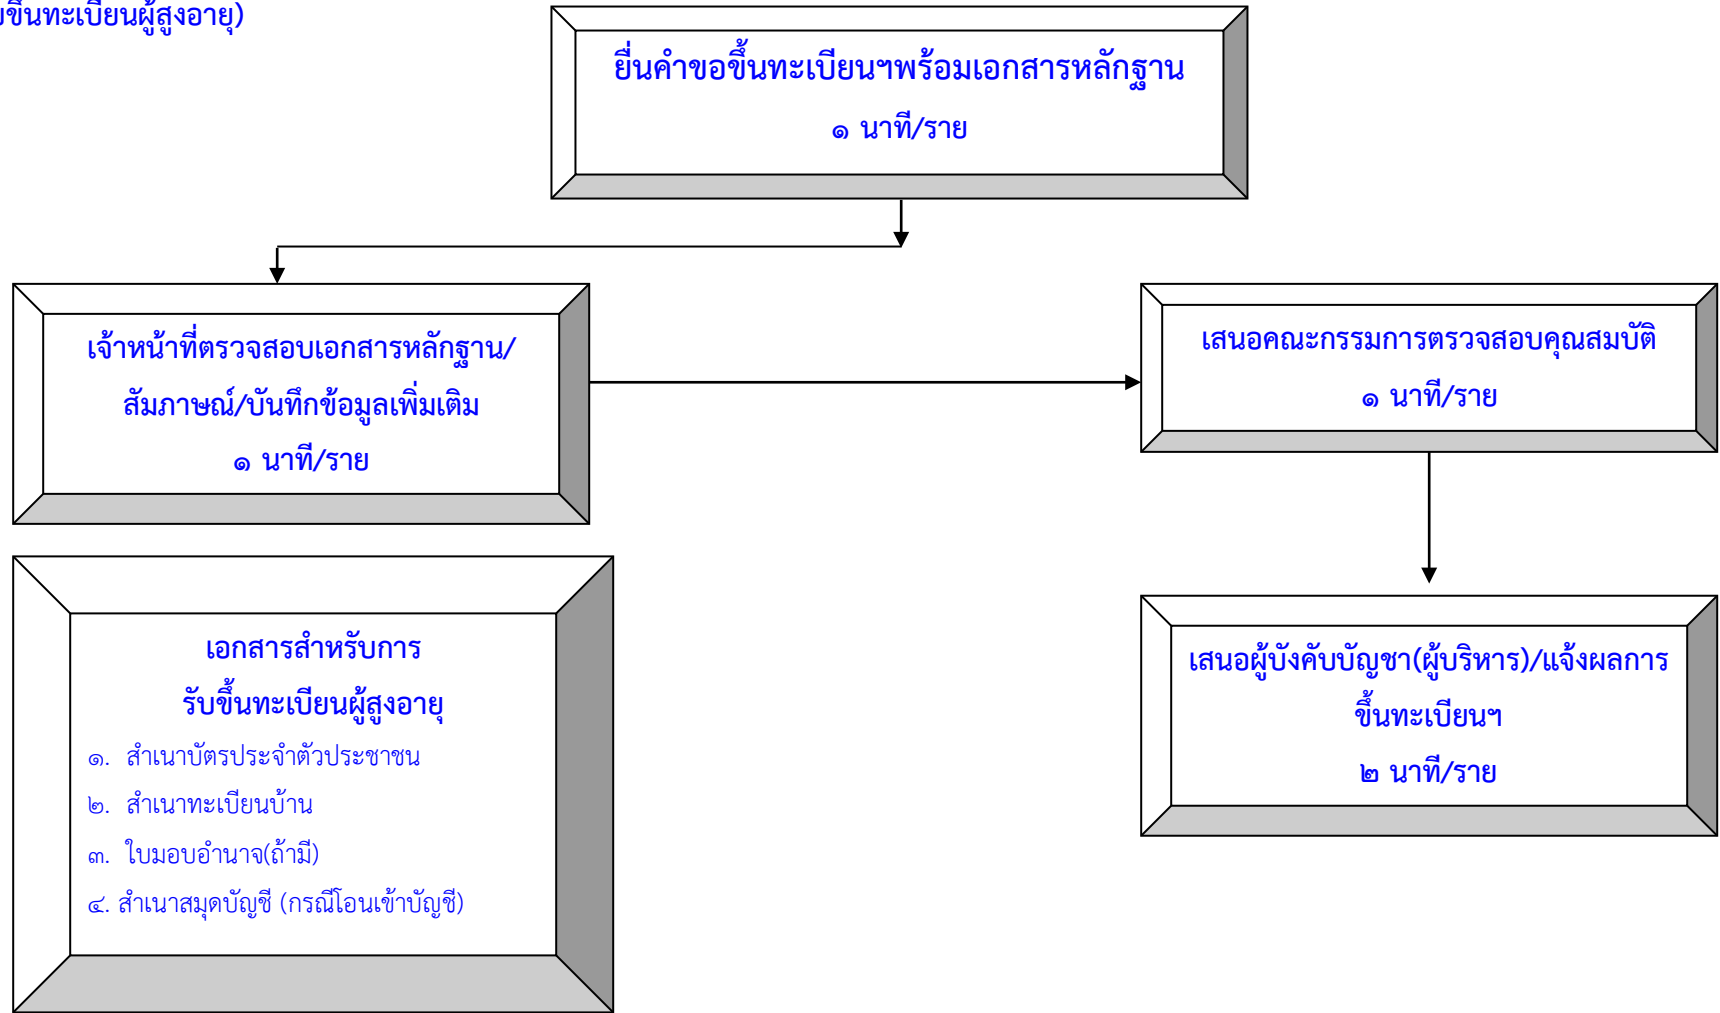 ขึ้นทะเบียนผู้สูงอายุ)
ยื่นคำขอขึ้นทะเบียนฯพร้อมเอกสารหลักฐาน
๑ นาที/ราย
เจ้าหน้าที่ตรวจสอบเอกสารหลักฐาน/
สัมภาษณ์/บันทึกข้อมูลเพิ่มเติม
๑ นาที/ราย
เสนอคณะกรรมการตรวจสอบคุณสมบัติ
๑ นาที/ราย
เอกสารสำหรับการ
รับขึ้นทะเบียนผู้สูงอายุ
๑. สำเนาบัตรประจำตัวประชาชน
๒. สำเนาทะเบียนบ้าน
๓. ใบมอบอำนาจ(ถ้ามี)
๔. สำเนาสมุดบัญชี (กรณีโอนเข้าบัญชี)
เสนอผู้บังคับบัญชา(ผู้บริหาร)/แจ้งผลการ
ขึ้นทะเบียนฯ
๒ นาที/ราย